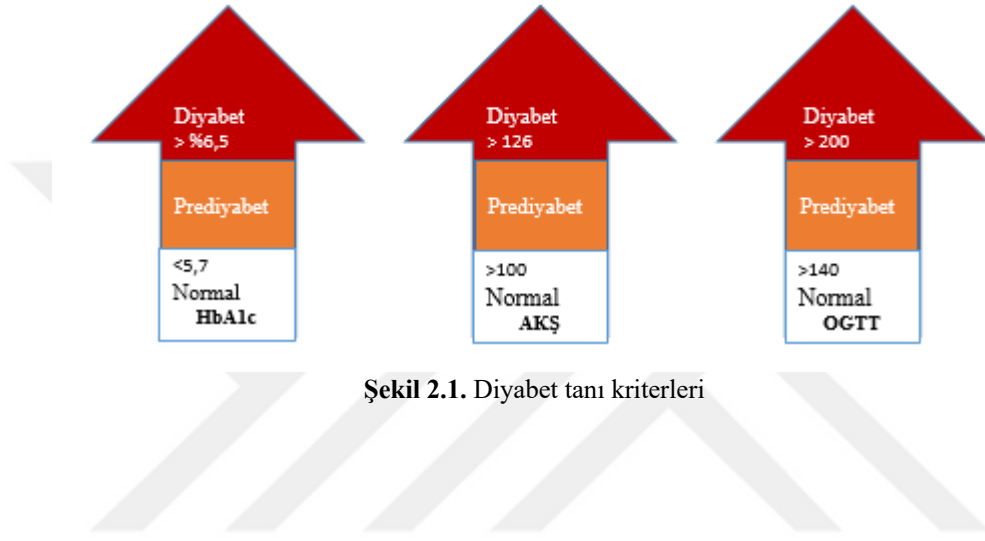 Diyabet
> %6,5
Prediyabet
<5,7
Normal
HbA1c
Diyabet
> 126
Prediyabet
>100
Normal
AKŞ
Diyabet
> 200
Prediyabet
>140
Normal
OGTT
Şekil 2.1. Diyabet tanı kriterleri